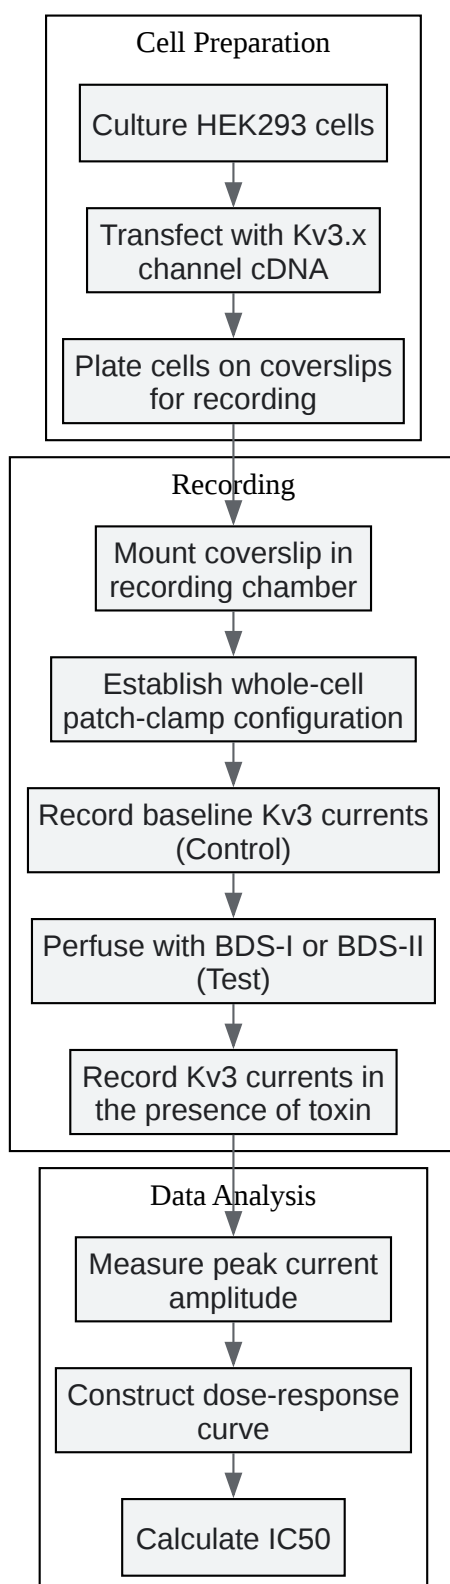 Cell Preparation
Culture HEK293 cells
Transfect with Kv3.x
channel cDNA
Plate cells on coverslips
for recording
Recording
Mount coverslip in
recording chamber
Establish whole-cell
patch-clamp configuration
Record baseline Kv3 currents
(Control)
Perfuse with BDS-I or BDS-II
(Test)
Record Kv3 currents in
the presence of toxin
Data Analysis
Measure peak current
amplitude
Construct dose-response
curve
Calculate IC50